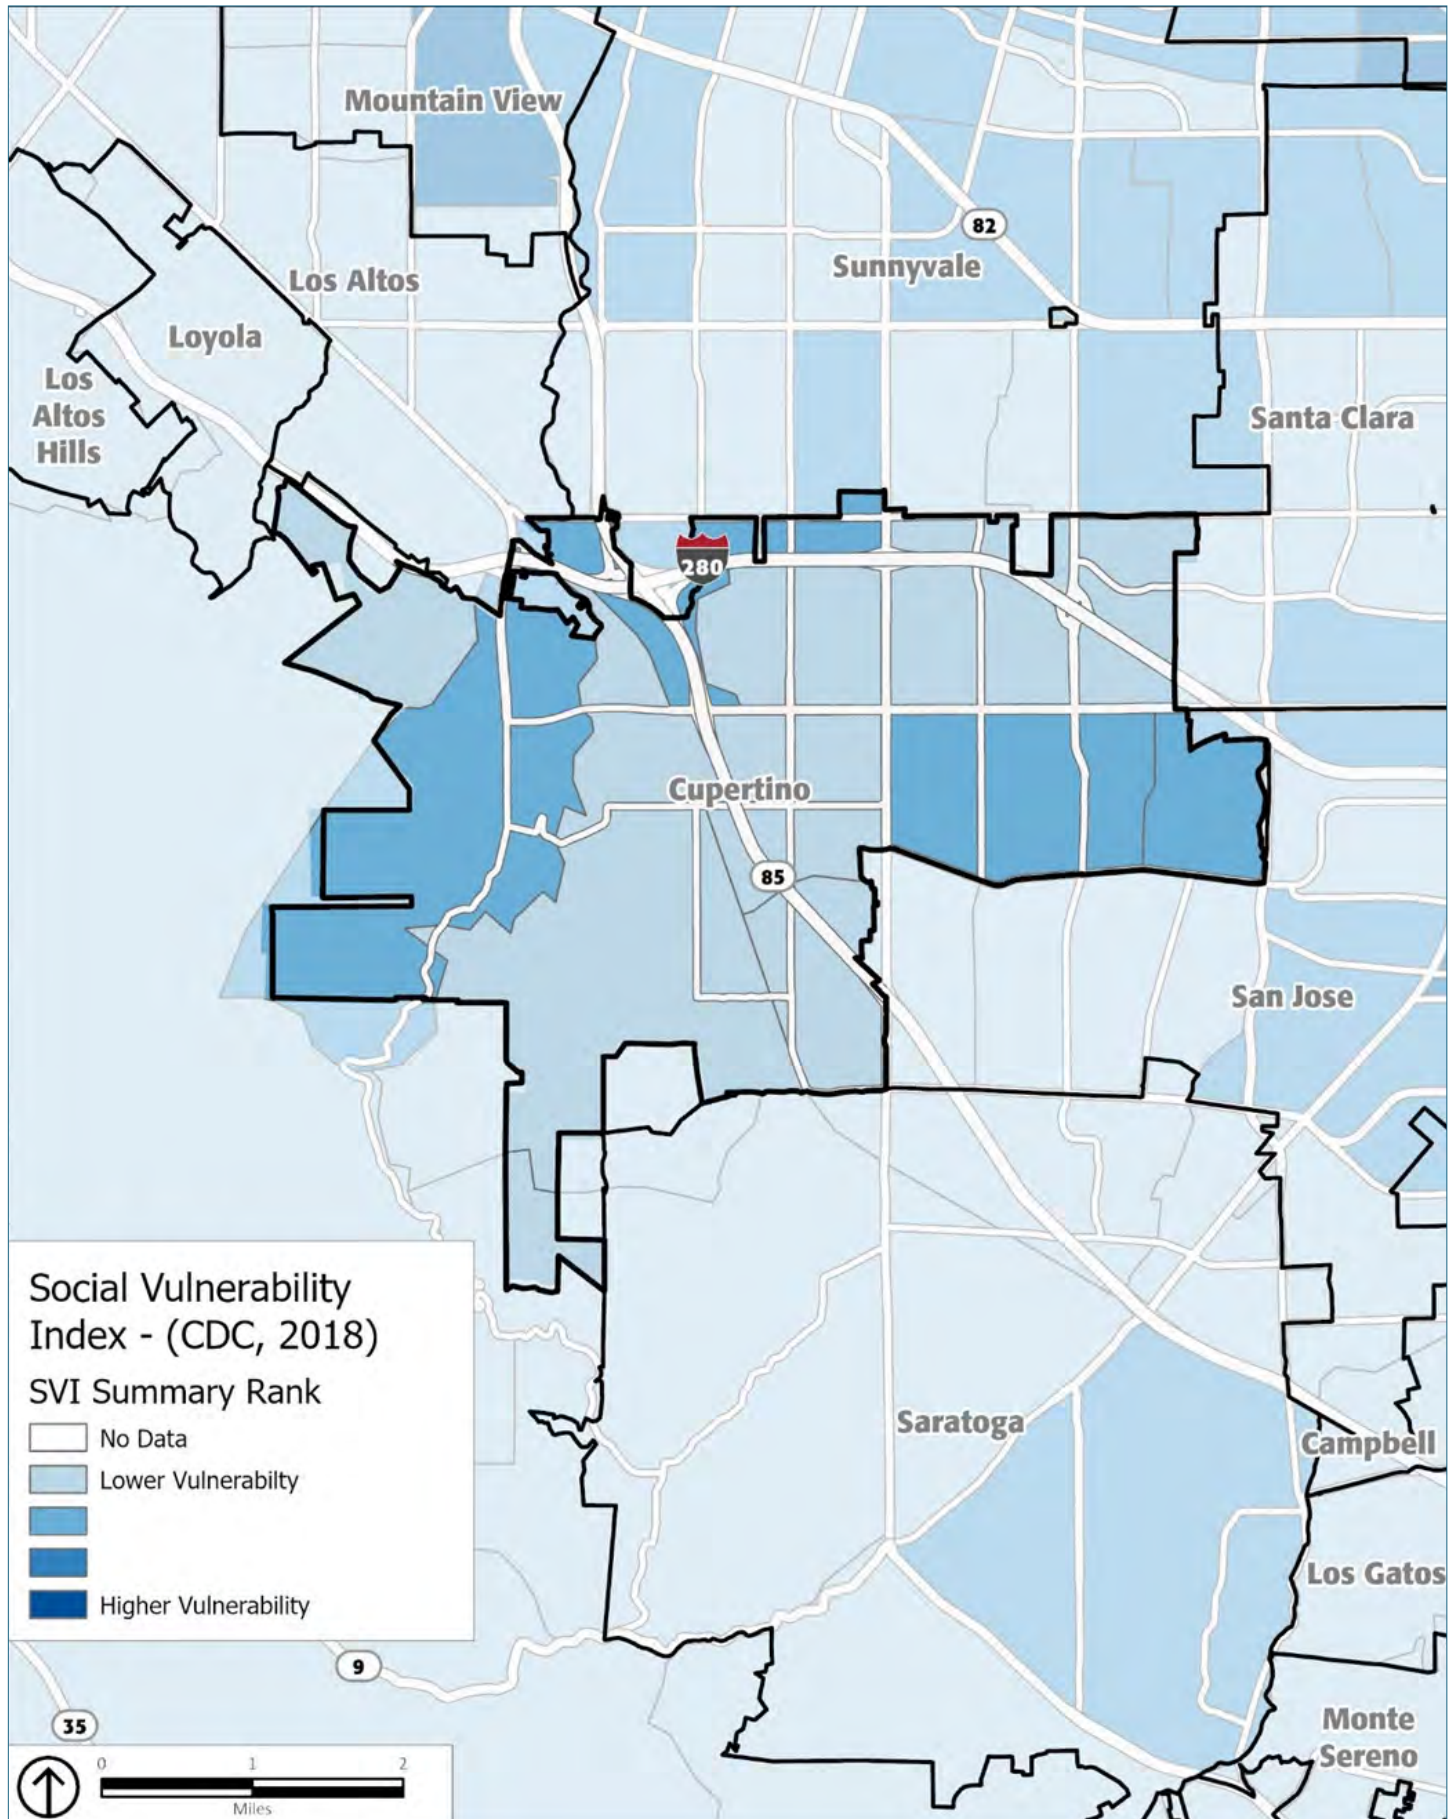 Mountain View
82
Sunnyvale
Los Altos
Loyola
Los
Altos
Hills
Santa Clara
280
Cupertino
85
San Jose
Social Vulnerability
Index - (CDC, 2018)
SVI Summary Rank
No Data
Lower Vulnerabilty
Higher Vulnerability
Saratoga
Campbell
Los Gatos
9
35
Monte
Sereno
0 1 2
Miles